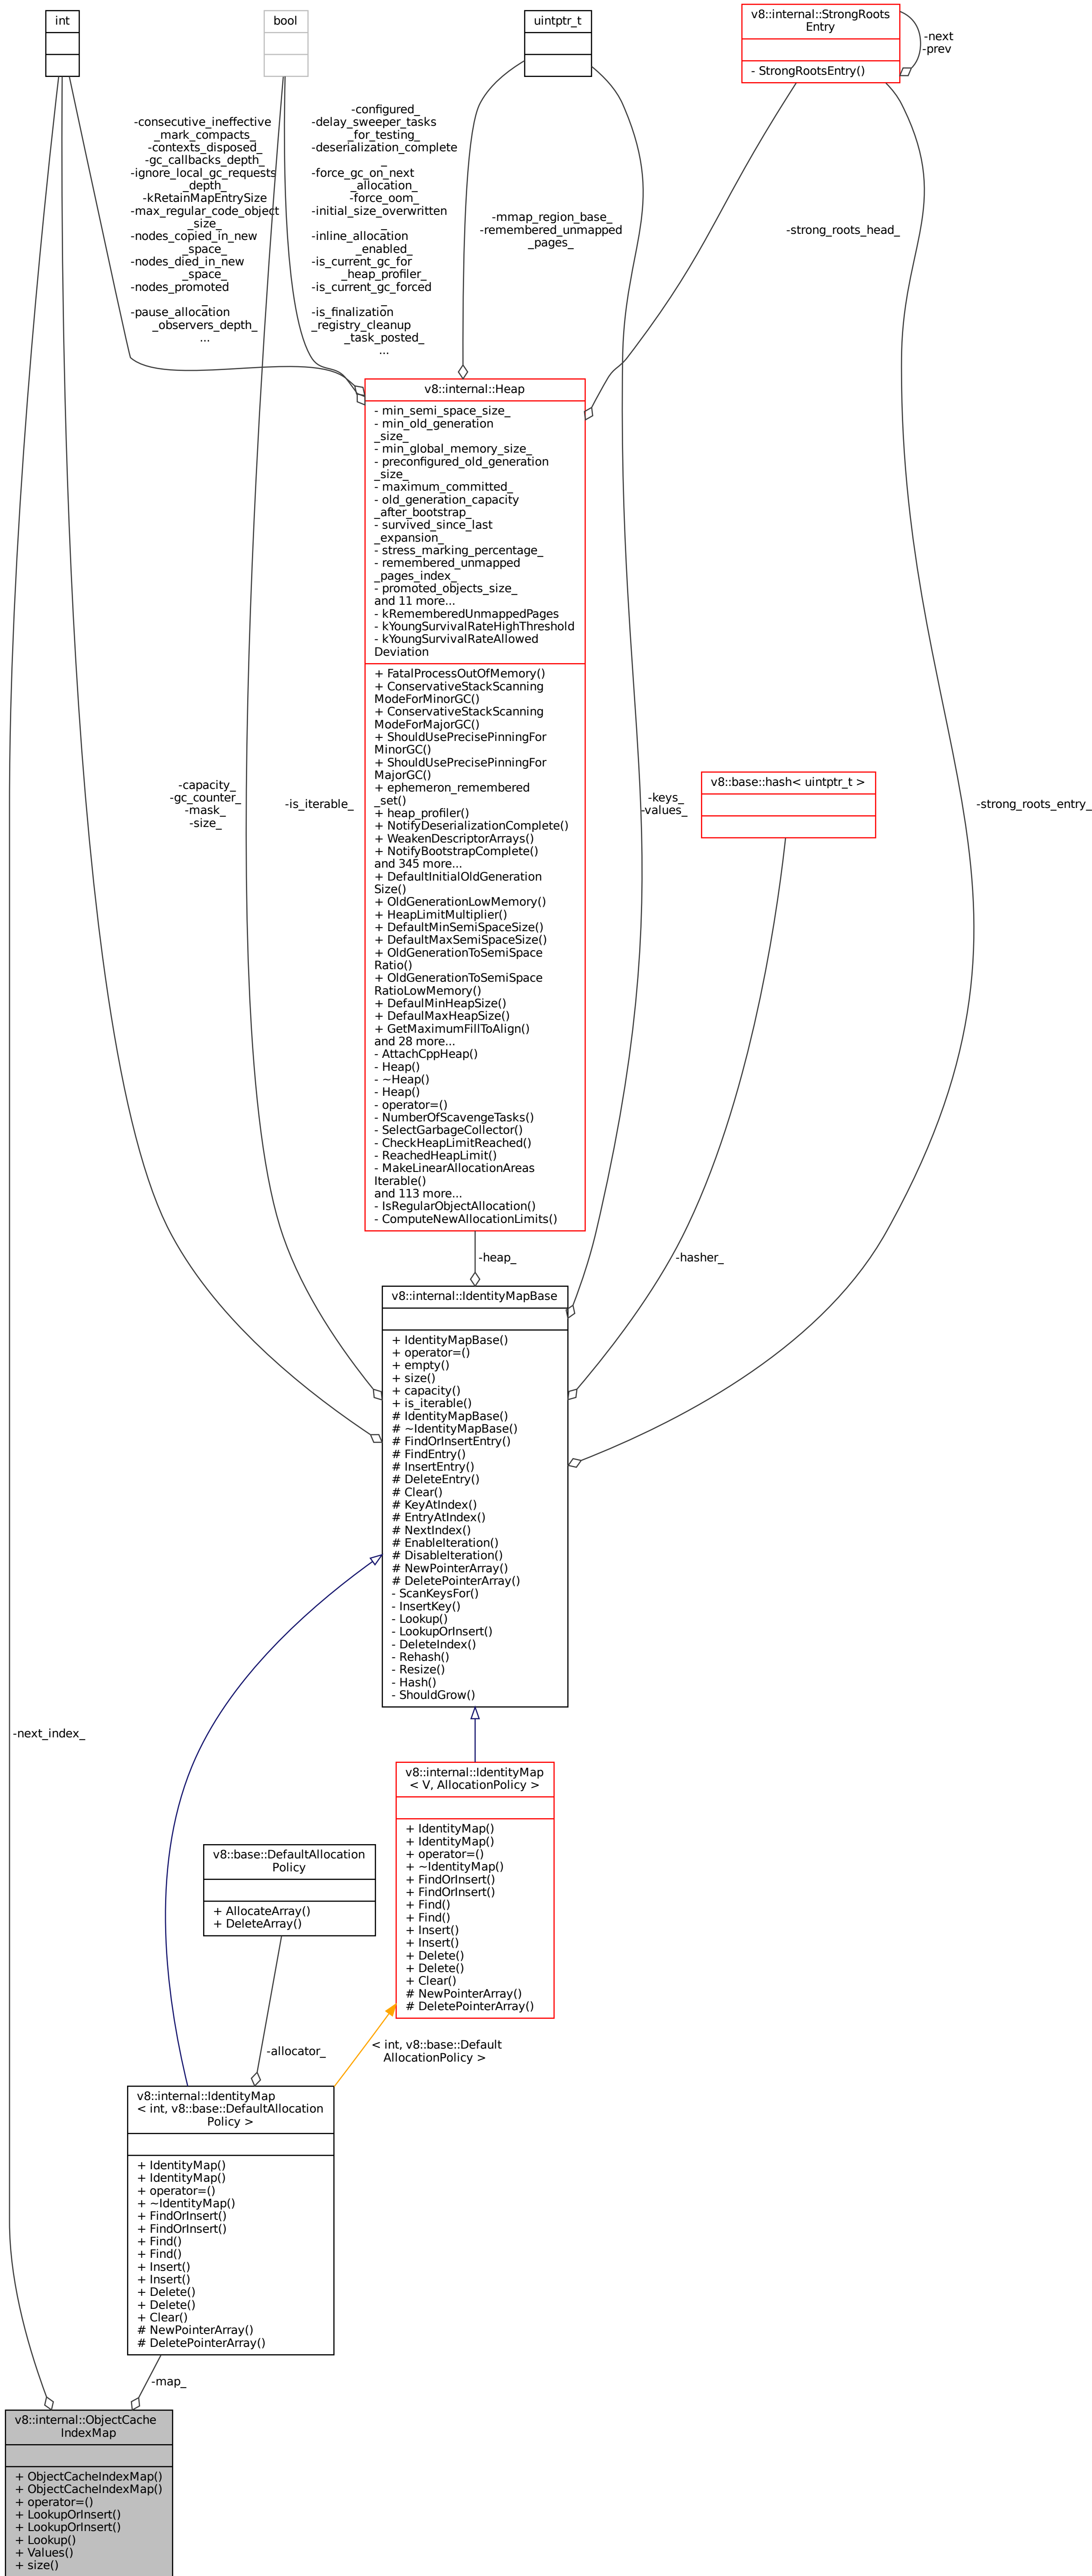 int
bool
uintptr_t
v8::internal::StrongRoots
Entry
- StrongRootsEntry()
-next
-prev
-consecutive_ineffective
_mark_compacts_
-contexts_disposed_
-gc_callbacks_depth_
-ignore_local_gc_requests
_depth_
-kRetainMapEntrySize
-max_regular_code_object
_size_
-nodes_copied_in_new
_space_
-nodes_died_in_new
_space_
-nodes_promoted
_
-pause_allocation
_observers_depth_
...
-configured_
-delay_sweeper_tasks
_for_testing_
-deserialization_complete
_
-force_gc_on_next
_allocation_
-force_oom_
-initial_size_overwritten
_
-inline_allocation
_enabled_
-is_current_gc_for
_heap_profiler_
-is_current_gc_forced
_
-is_finalization
_registry_cleanup
_task_posted_
...
-mmap_region_base_
-remembered_unmapped
_pages_
-strong_roots_head_
v8::internal::Heap
- min_semi_space_size_
- min_old_generation
_size_
- min_global_memory_size_
- preconfigured_old_generation
_size_
- maximum_committed_
- old_generation_capacity
_after_bootstrap_
- survived_since_last
_expansion_
- stress_marking_percentage_
- remembered_unmapped
_pages_index_
- promoted_objects_size_
and 11 more...
- kRememberedUnmappedPages
- kYoungSurvivalRateHighThreshold
- kYoungSurvivalRateAllowed
Deviation
+ FatalProcessOutOfMemory()
+ ConservativeStackScanning
ModeForMinorGC()
+ ConservativeStackScanning
ModeForMajorGC()
+ ShouldUsePrecisePinningFor
MinorGC()
+ ShouldUsePrecisePinningFor
MajorGC()
+ ephemeron_remembered
_set()
+ heap_profiler()
+ NotifyDeserializationComplete()
+ WeakenDescriptorArrays()
+ NotifyBootstrapComplete()
and 345 more...
+ DefaultInitialOldGeneration
Size()
+ OldGenerationLowMemory()
+ HeapLimitMultiplier()
+ DefaultMinSemiSpaceSize()
+ DefaultMaxSemiSpaceSize()
+ OldGenerationToSemiSpace
Ratio()
+ OldGenerationToSemiSpace
RatioLowMemory()
+ DefaulMinHeapSize()
+ DefaulMaxHeapSize()
+ GetMaximumFillToAlign()
and 28 more...
- AttachCppHeap()
- Heap()
- ~Heap()
- Heap()
- operator=()
- NumberOfScavengeTasks()
- SelectGarbageCollector()
- CheckHeapLimitReached()
- ReachedHeapLimit()
- MakeLinearAllocationAreas
Iterable()
and 113 more...
- IsRegularObjectAllocation()
- ComputeNewAllocationLimits()
-capacity_
-gc_counter_
-mask_
-size_
-is_iterable_
-keys_
-values_
v8::base::hash< uintptr_t >
-strong_roots_entry_
-heap_
-hasher_
v8::internal::IdentityMapBase
+ IdentityMapBase()
+ operator=()
+ empty()
+ size()
+ capacity()
+ is_iterable()
# IdentityMapBase()
# ~IdentityMapBase()
# FindOrInsertEntry()
# FindEntry()
# InsertEntry()
# DeleteEntry()
# Clear()
# KeyAtIndex()
# EntryAtIndex()
# NextIndex()
# EnableIteration()
# DisableIteration()
# NewPointerArray()
# DeletePointerArray()
- ScanKeysFor()
- InsertKey()
- Lookup()
- LookupOrInsert()
- DeleteIndex()
- Rehash()
- Resize()
- Hash()
- ShouldGrow()
-next_index_
v8::internal::IdentityMap
< V, AllocationPolicy >
+ IdentityMap()
+ IdentityMap()
+ operator=()
+ ~IdentityMap()
+ FindOrInsert()
+ FindOrInsert()
+ Find()
+ Find()
+ Insert()
+ Insert()
+ Delete()
+ Delete()
+ Clear()
# NewPointerArray()
# DeletePointerArray()
v8::base::DefaultAllocation
Policy
+ AllocateArray()
+ DeleteArray()
-allocator_
< int, v8::base::Default
AllocationPolicy >
v8::internal::IdentityMap
< int, v8::base::DefaultAllocation
Policy >
+ IdentityMap()
+ IdentityMap()
+ operator=()
+ ~IdentityMap()
+ FindOrInsert()
+ FindOrInsert()
+ Find()
+ Find()
+ Insert()
+ Insert()
+ Delete()
+ Delete()
+ Clear()
# NewPointerArray()
# DeletePointerArray()
-map_
v8::internal::ObjectCache
IndexMap
+ ObjectCacheIndexMap()
+ ObjectCacheIndexMap()
+ operator=()
+ LookupOrInsert()
+ LookupOrInsert()
+ Lookup()
+ Values()
+ size()